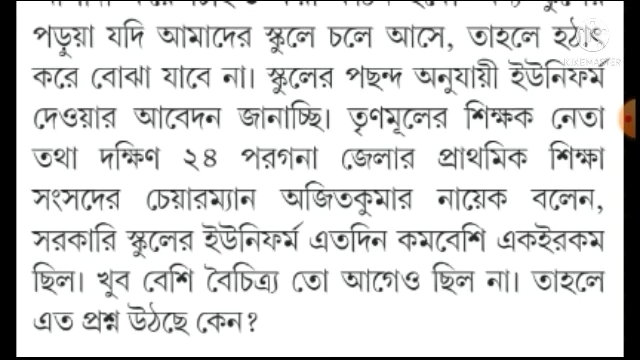 পড়ুয়া যদি আমাদের স্কুলে চলে আসে, তাহলে হঠাৎ
করে বোঝা যাবে না। স্কুলের পছন্দ অনুযায়ী ইউনিফর্ম
দেওয়ার আবেদন জানাচ্ছি। তৃণমূলের শিক্ষক নেতা
তথা দক্ষিণ ২৪ পরগনা জেলার প্রাথমিক শিক্ষা
সংসদের চেয়ারম্যান অজিতকুমার নায়েক বলেন,
সরকারি স্কুলের ইউনিফর্ম এতদিন কমবেশি একইরকম
ছিল। খুব বেশি বৈচিত্র্য তো আগেও ছিল না। তাহলে
এত প্রশ্ন উঠছে কেন?